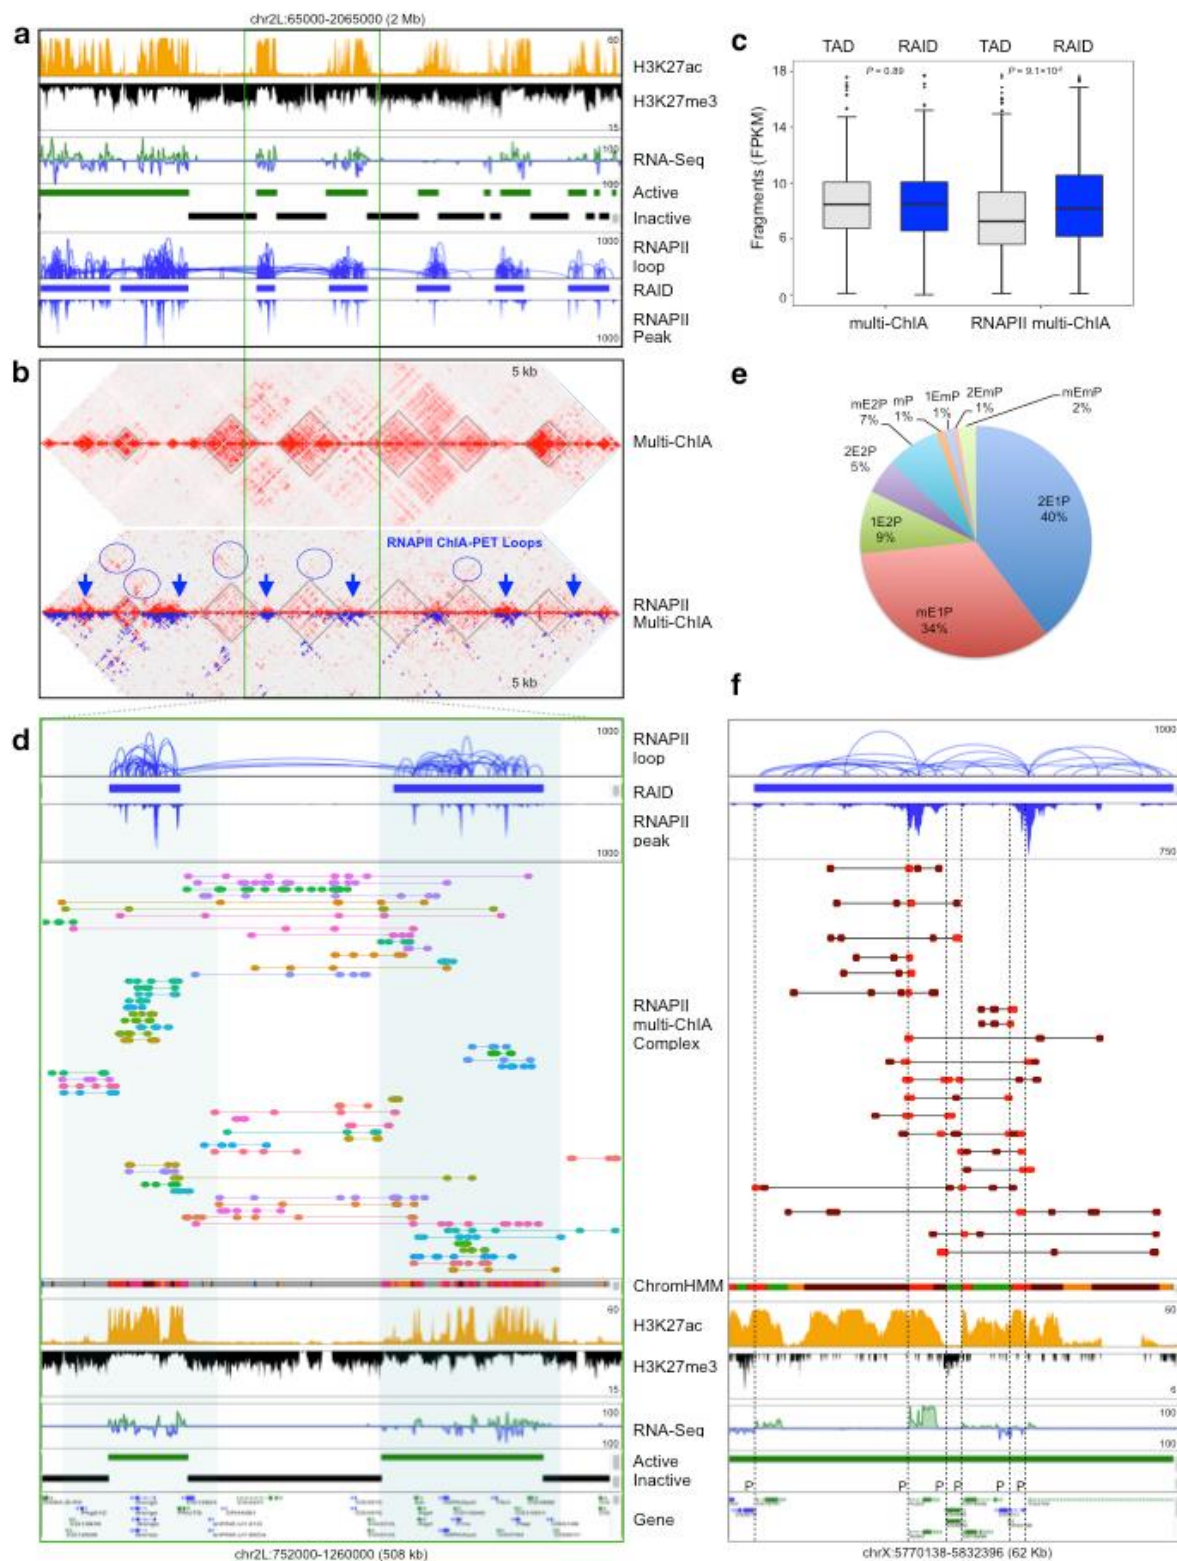 chr2L:65000-2065000 (2 Mb)
a
60
H3K27ac
H3K27me3
15
100
RNA-Seq
100
Active
Inactive
1000
RNAPII
loop
RAID
RNAPII
Peak
1000
b
5 kb
Multi-ChIA
RNAPII ChIA-PET Loops
RNAPII
Multi-ChIA
5 kb
c
TAD RAID TAD RAID
P = 0.89
18
14
10
6
0
Fragments (FPKM)
multi-ChIA RNAPII multi-ChIA
e
mE2P
7%
mP
1%
1EmP
1%
2EmP
1%
mEmP
2%
2E2P
5%
1E2P
9%
2E1P
40%
mE1P
34%
d
1000
RNAPII
loop
RAID
RNAPII
peak
1000
RNAPII
multi-ChIA
Complex
ChromHMM
60
H3K27ac
H3K27me3
15
100
RNA-Seq
100
Active
Inactive
Gene
chr2L:752000-1260000 (508 kb)
f
1000
750
60
6
100
100
P P P P P P
chrX:5770138-5832396 (62 Kb)